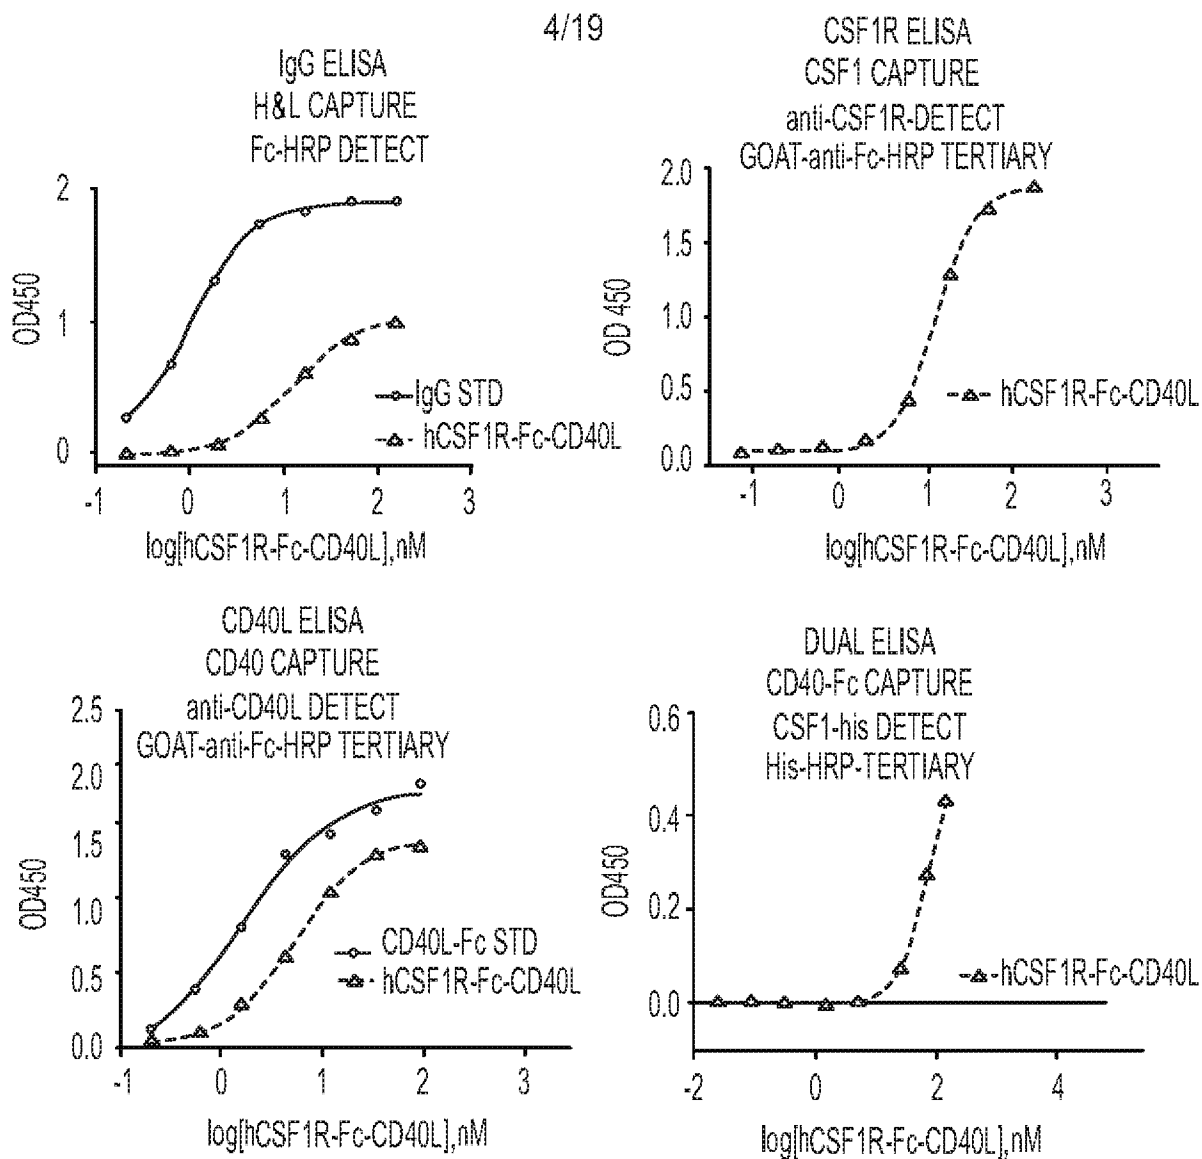 4/19
IgG ELISA
H&L CAPTURE
Fc-HRP DETECT
2
1
0
OD450
IgG STD
hCSF1R-Fc-CD40L
-1 0 1 2 3
log[hCSF1R-Fc-CD40L],nM
CSF1R ELISA
CSF1 CAPTURE
anti-CSF1R-DETECT
GOAT-anti-Fc-HRP TERTIARY
2.0
1.5
1.0
0.5
0.0
OD 450
hCSF1R-Fc-CD40L
-1 0 1 2 3
log[hCSF1R-Fc-CD40L],nM
CD40L ELISA
CD40 CAPTURE
anti-CD40L DETECT
GOAT-anti-Fc-HRP TERTIARY
2.5
2.0
1.5
1.0
0.5
0.0
OD450
CD40L-Fc STD
hCSF1R-Fc-CD40L
-1 0 1 2 3
log[hCSF1R-Fc-CD40L],nM
DUAL ELISA
CD40-Fc CAPTURE
CSF1-his DETECT
His-HRP-TERTIARY
0.6
0.4
0.2
0.0
OD450
hCSF1R-Fc-CD40L
-2 0 2 4
log[hCSF1R-Fc-CD40L],nM